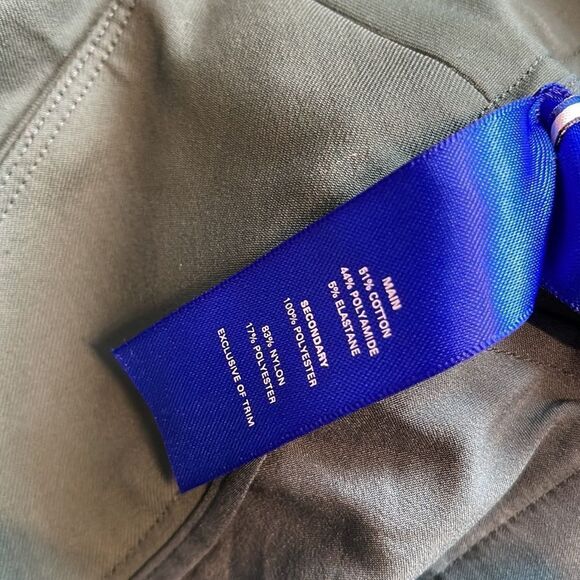 MAIN
51% COTTON
44% POLYAMIDE
5% ELASTANE
SECONDARY
100% POLYESTER
83% NYLON
17% POLYESTER
EXCLUSIVE OF TRIM